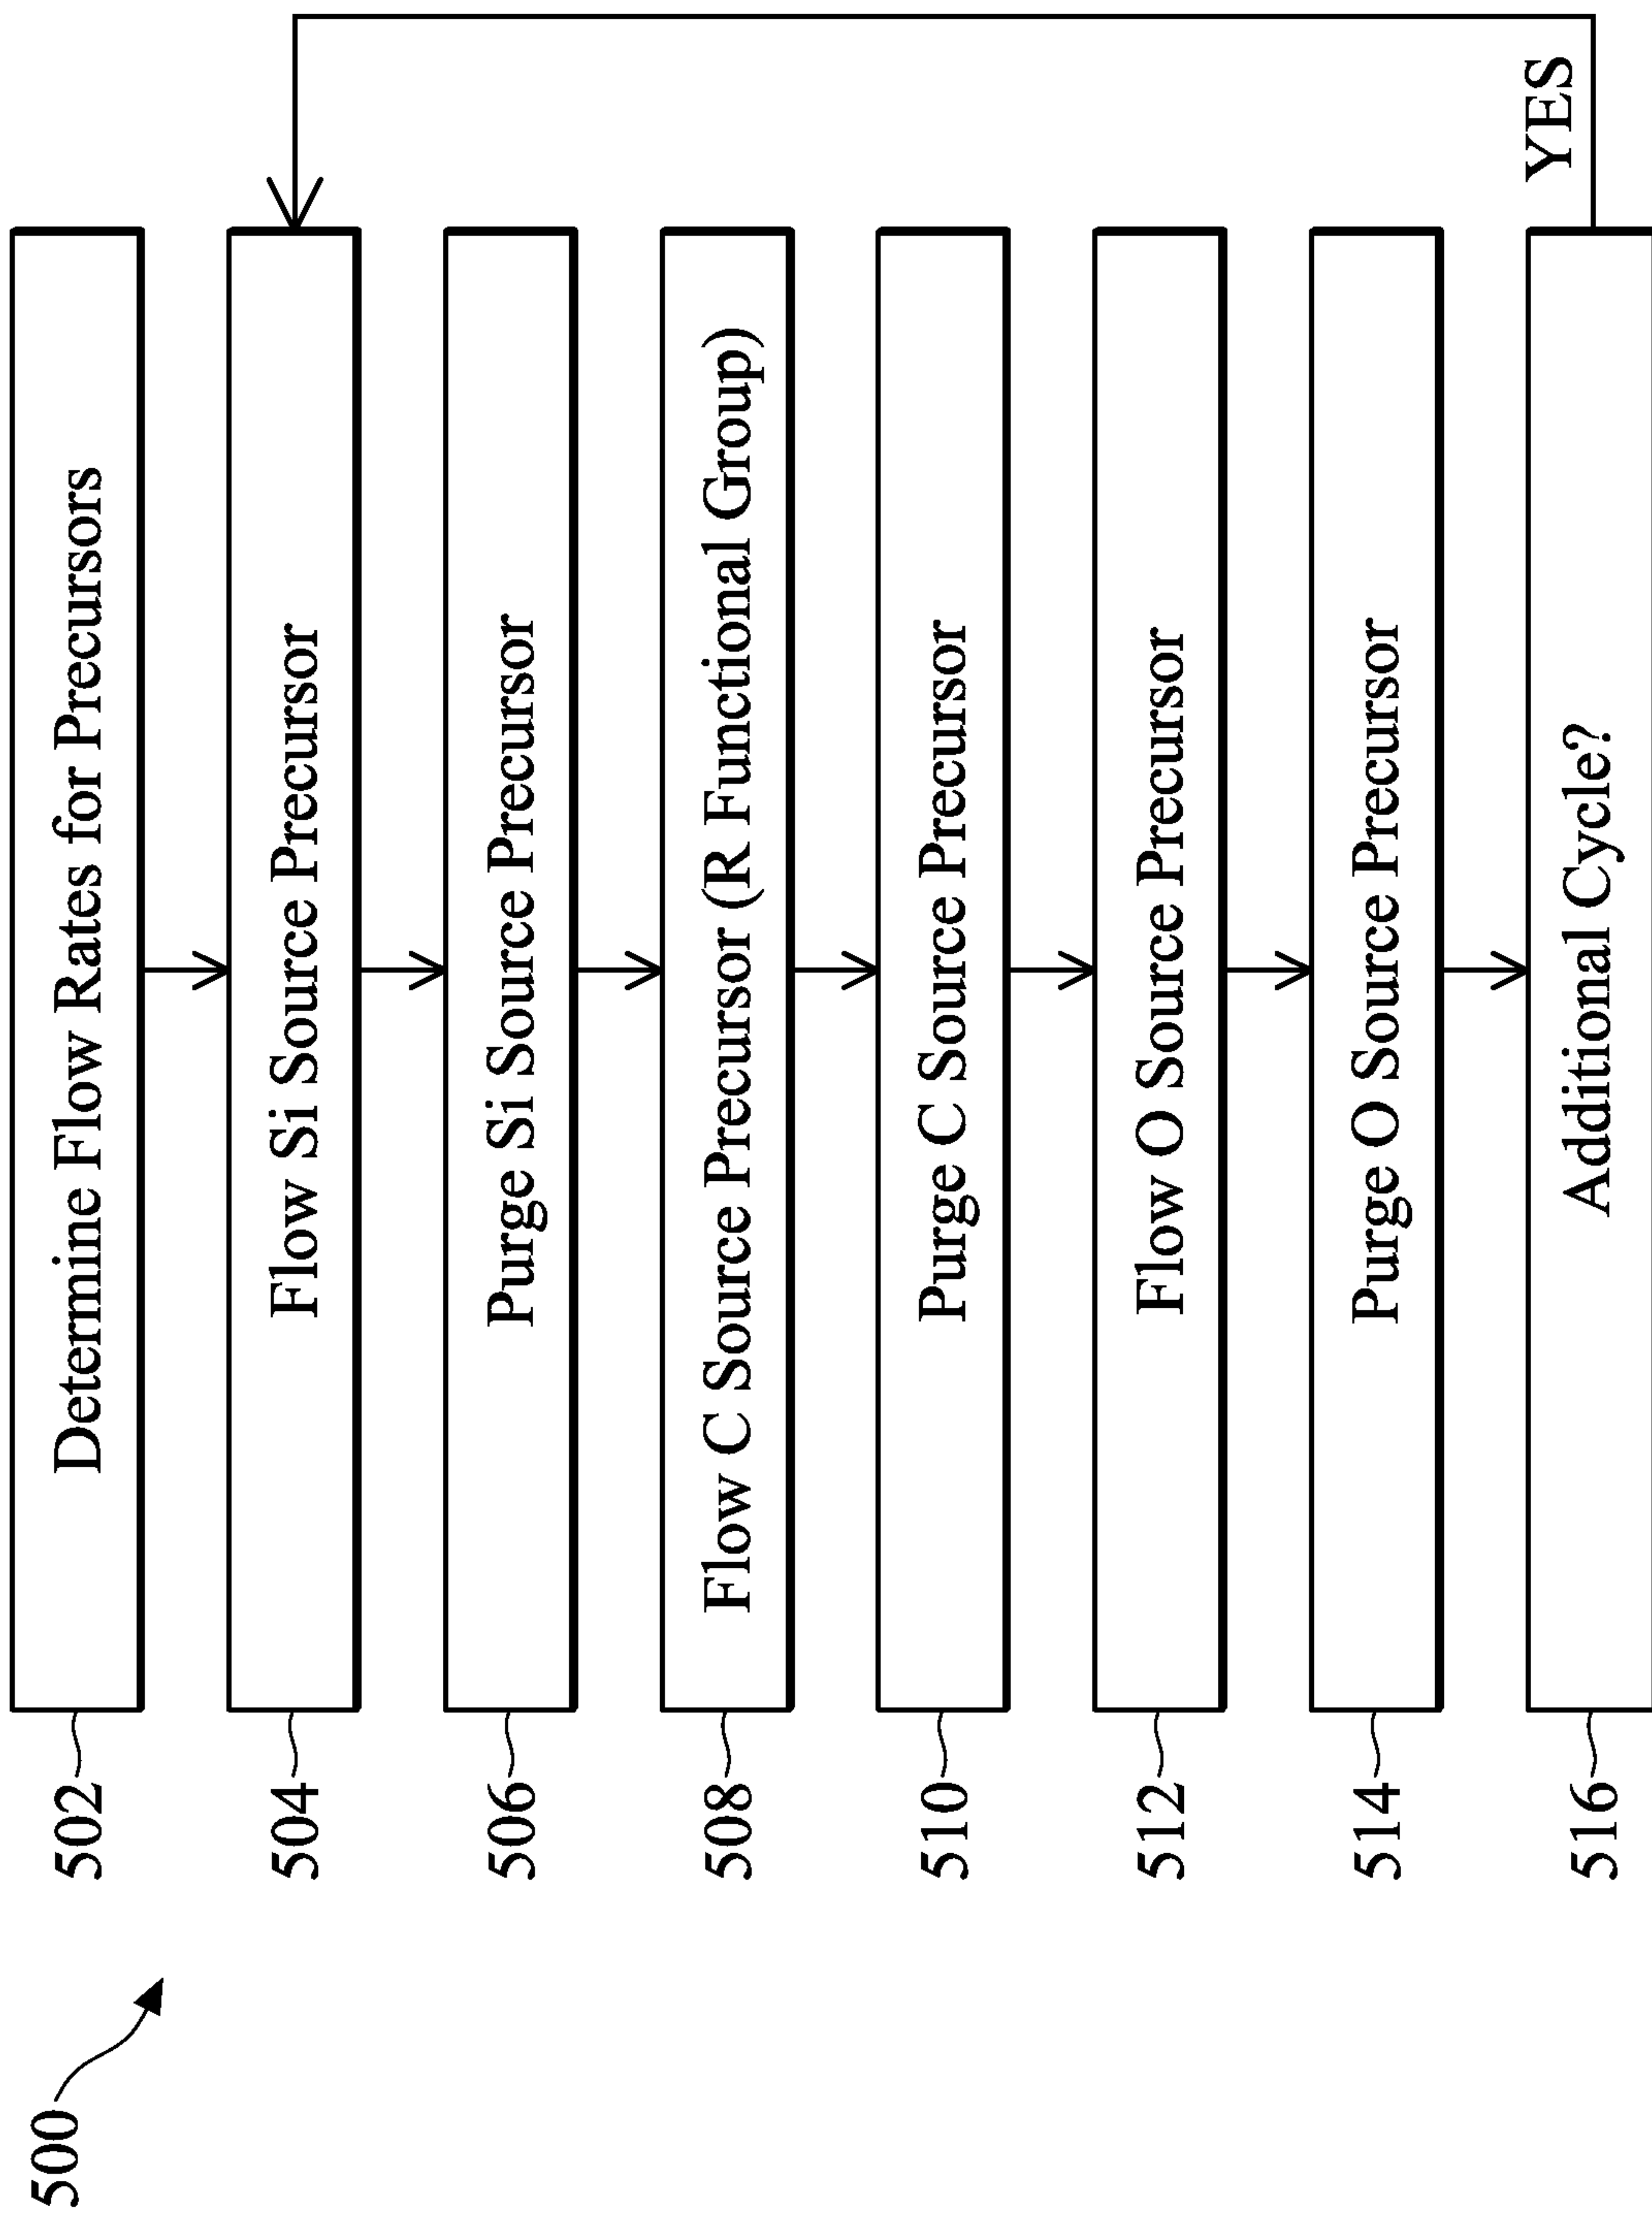 500
502 Determine Flow Rates for Precursors
504 Flow Si Source Precursor
506 Purge Si Source Precursor
508 Flow C Source Precursor (R Functional Group)
510 Purge C Source Precursor
512 Flow O Source Precursor
514 Purge O Source Precursor
516 Additional Cycle?
YES